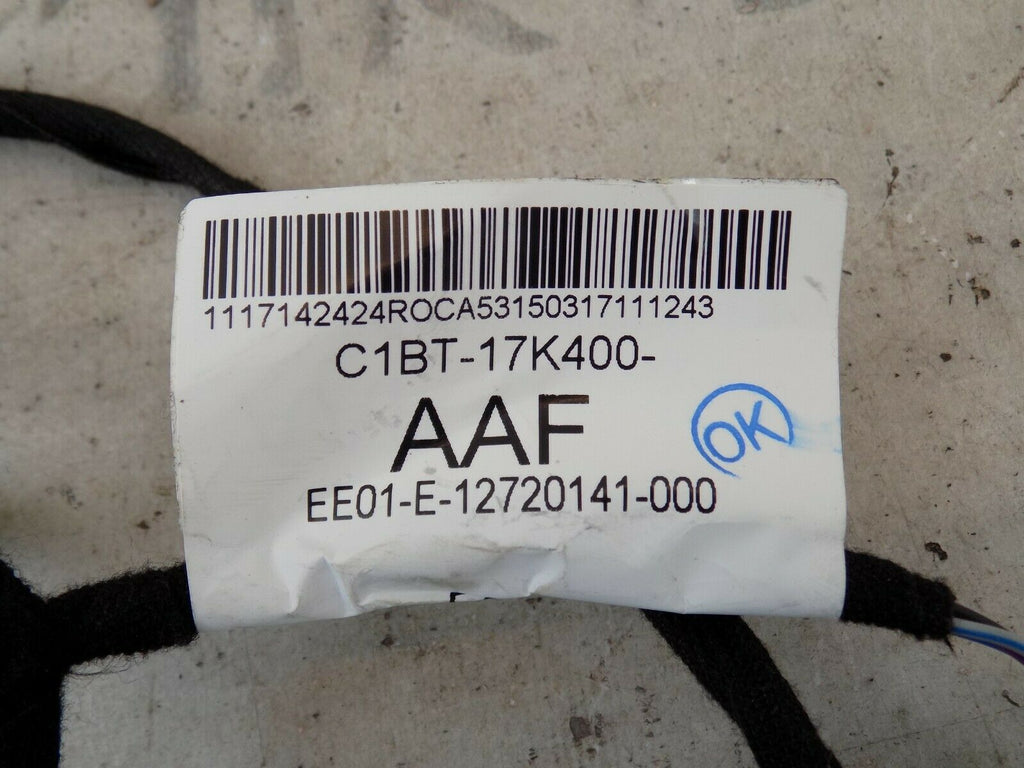 1117142424ROCA53150317111243
C1BT-17K400-
AAF
OK
EE01-E-12720141-000